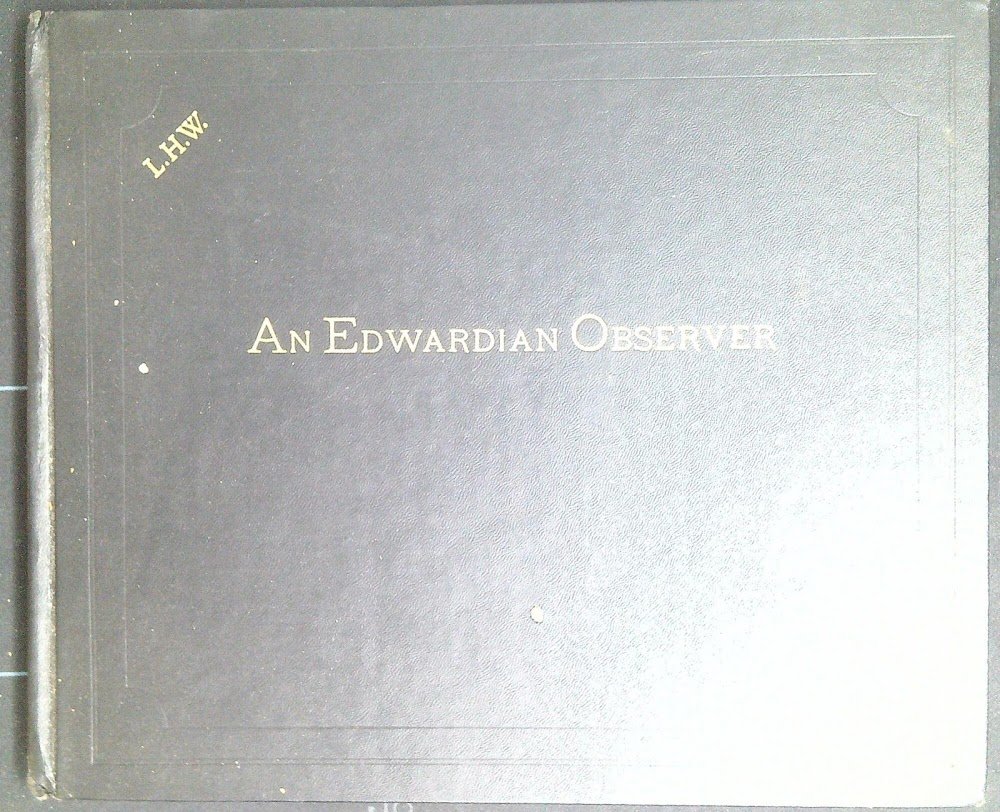 L.H.W.
AN EDWARDIAN OBSERVER